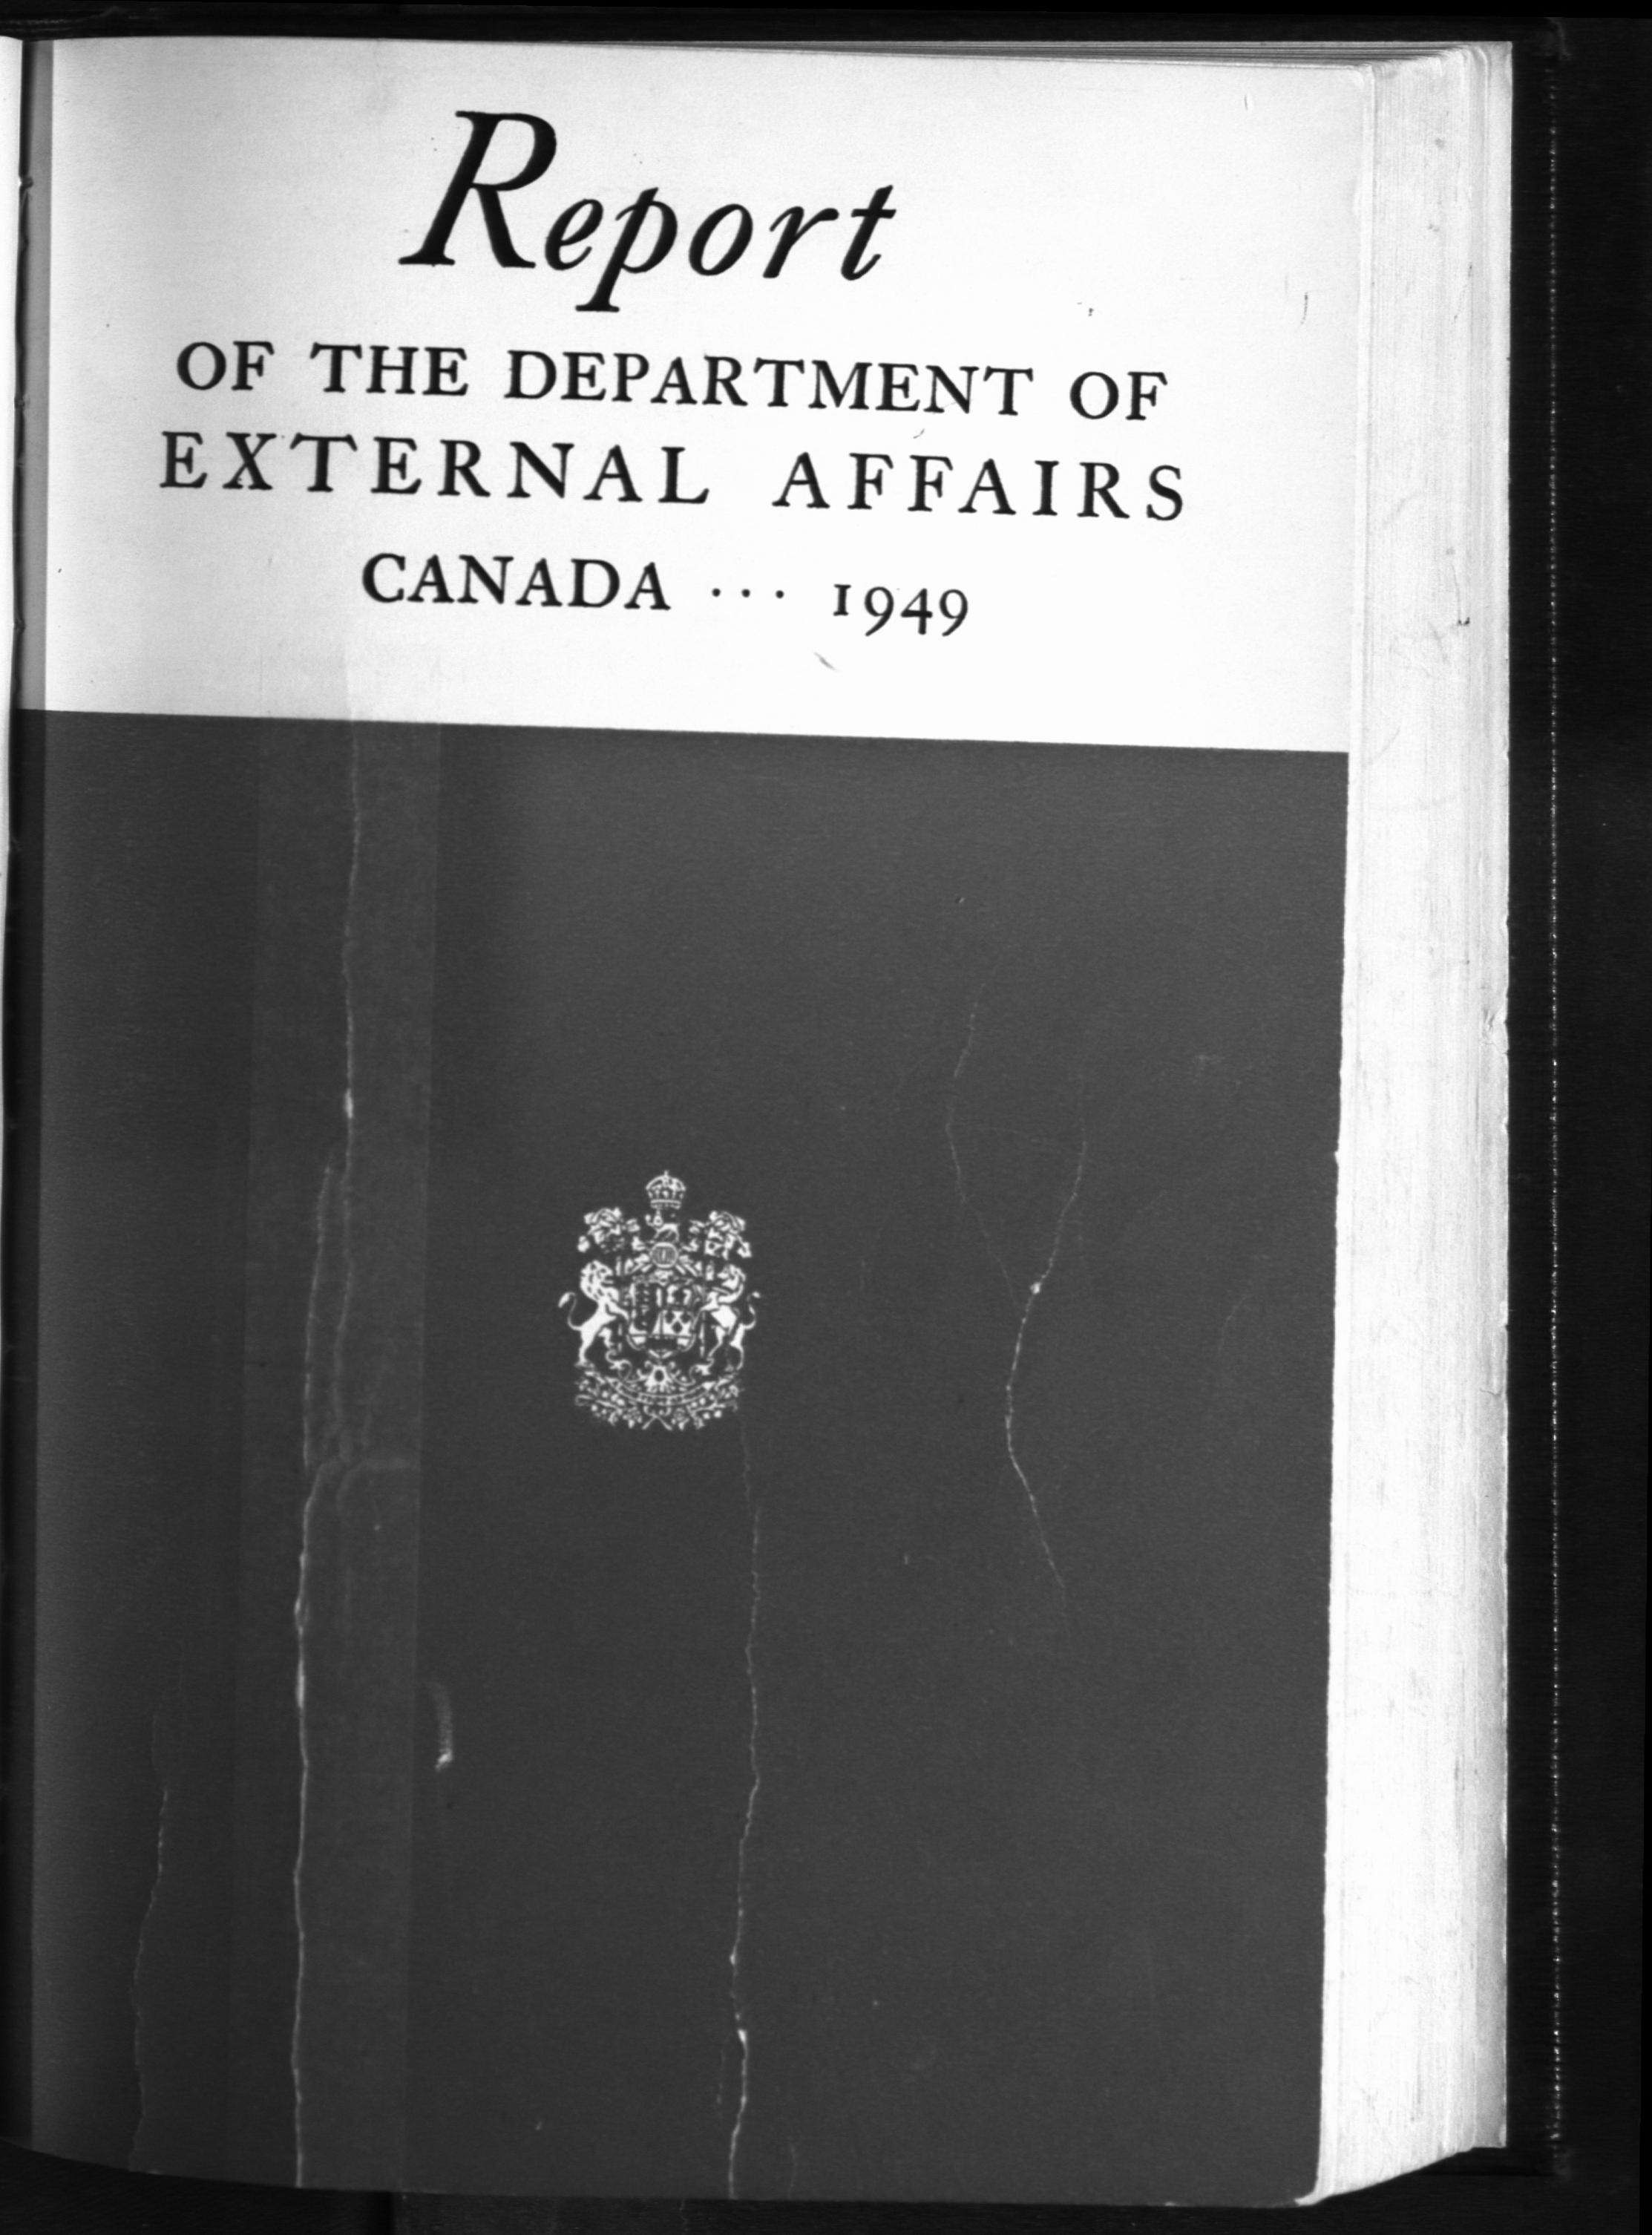 Report
OF THE DEPARTMENT OF
EXTERNAL AFFAIRS
CANADA ... 1949